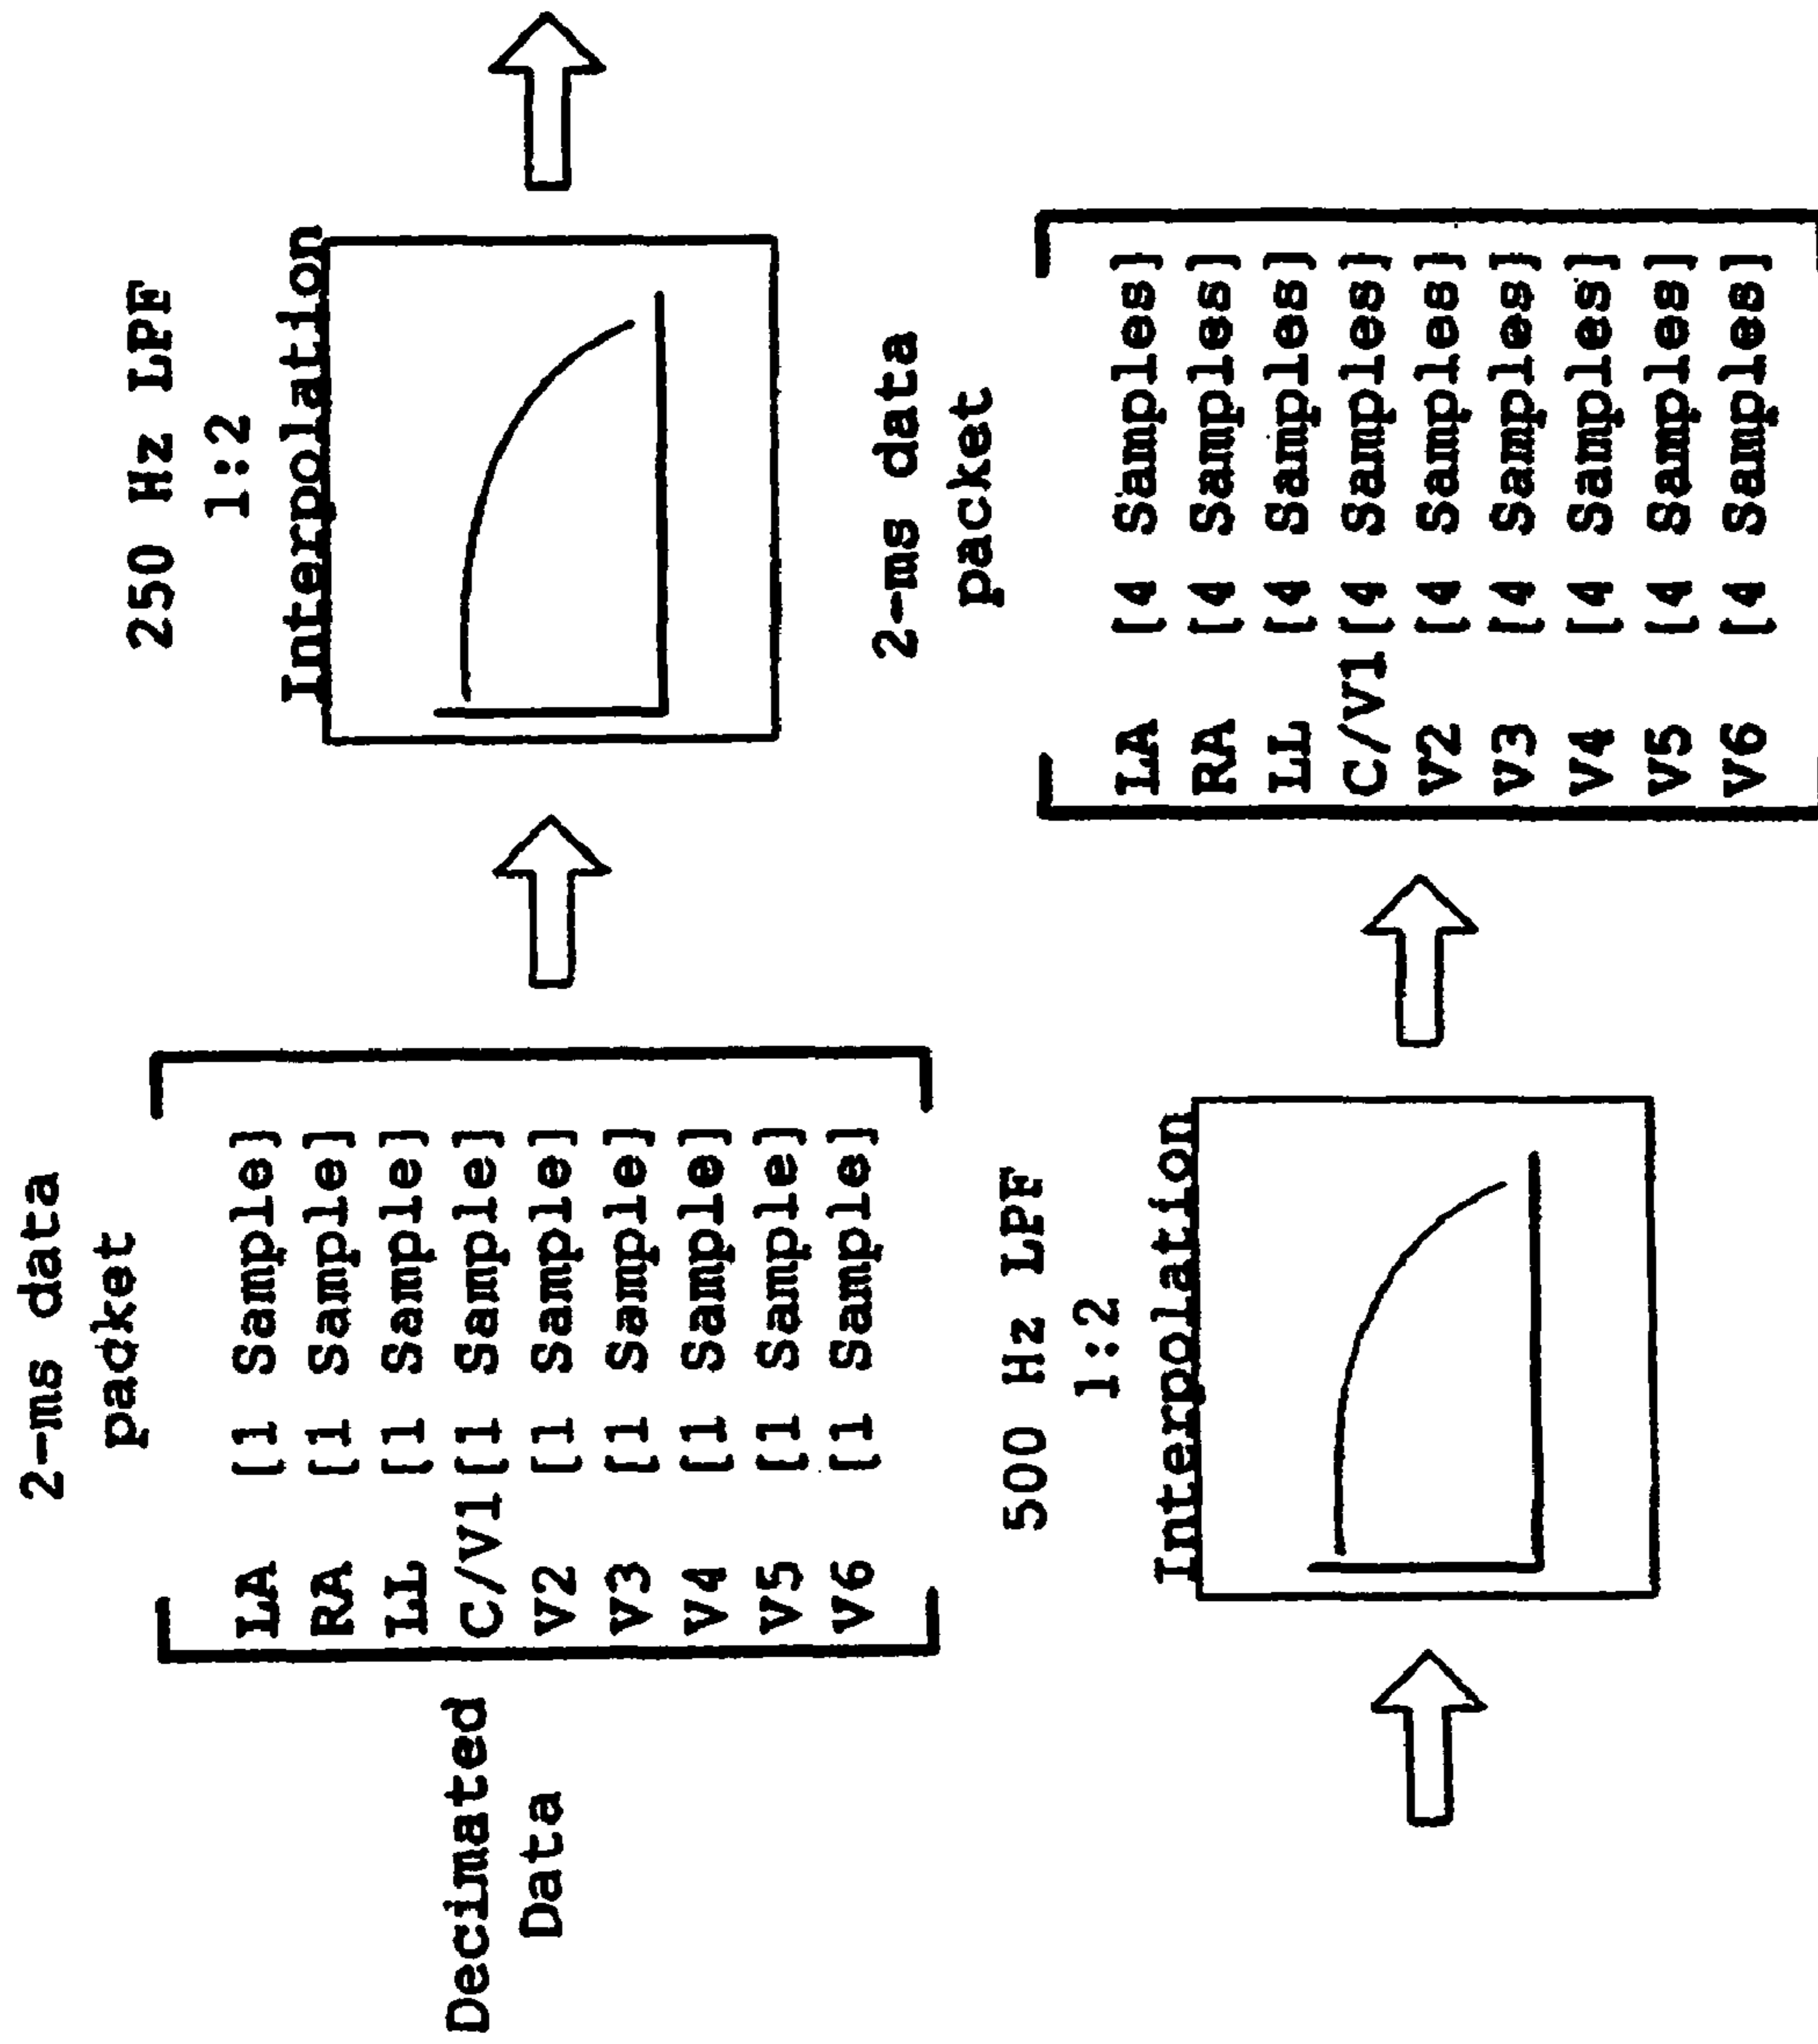 2-ms data
packet
Decimated
Data
LA [1 Sample]
RA [1 Sample]
LL [1 Sample]
C/V1 [1 Sample]
V2 [1 Sample]
V3 [1 Sample]
V4 [1 Sample]
V5 [1 Sample]
V6 [1 Sample]
250 Hz LPF
1:2
Interpolation
500 Hz LPF
1:2
Interpolation
2-ms data
packet
LA [4 Samples]
RA [4 Samples]
LL [4 Samples]
C/V1 [4 Samples]
V2 [4 Samples]
V3 [4 Samples]
V4 [4 Samples]
V5 [4 Samples]
V6 [4 Samples]